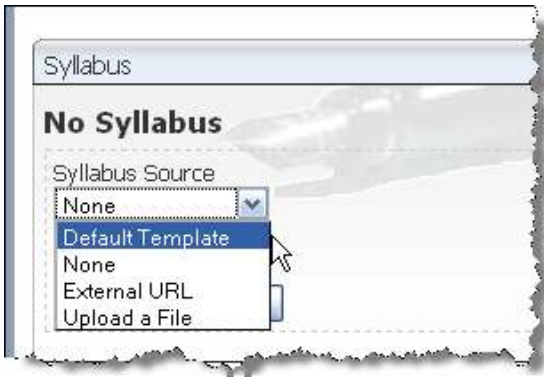 Syllabus
No Syllabus
Syllabus Source
None
Default Template
None
External URL
Upload a File